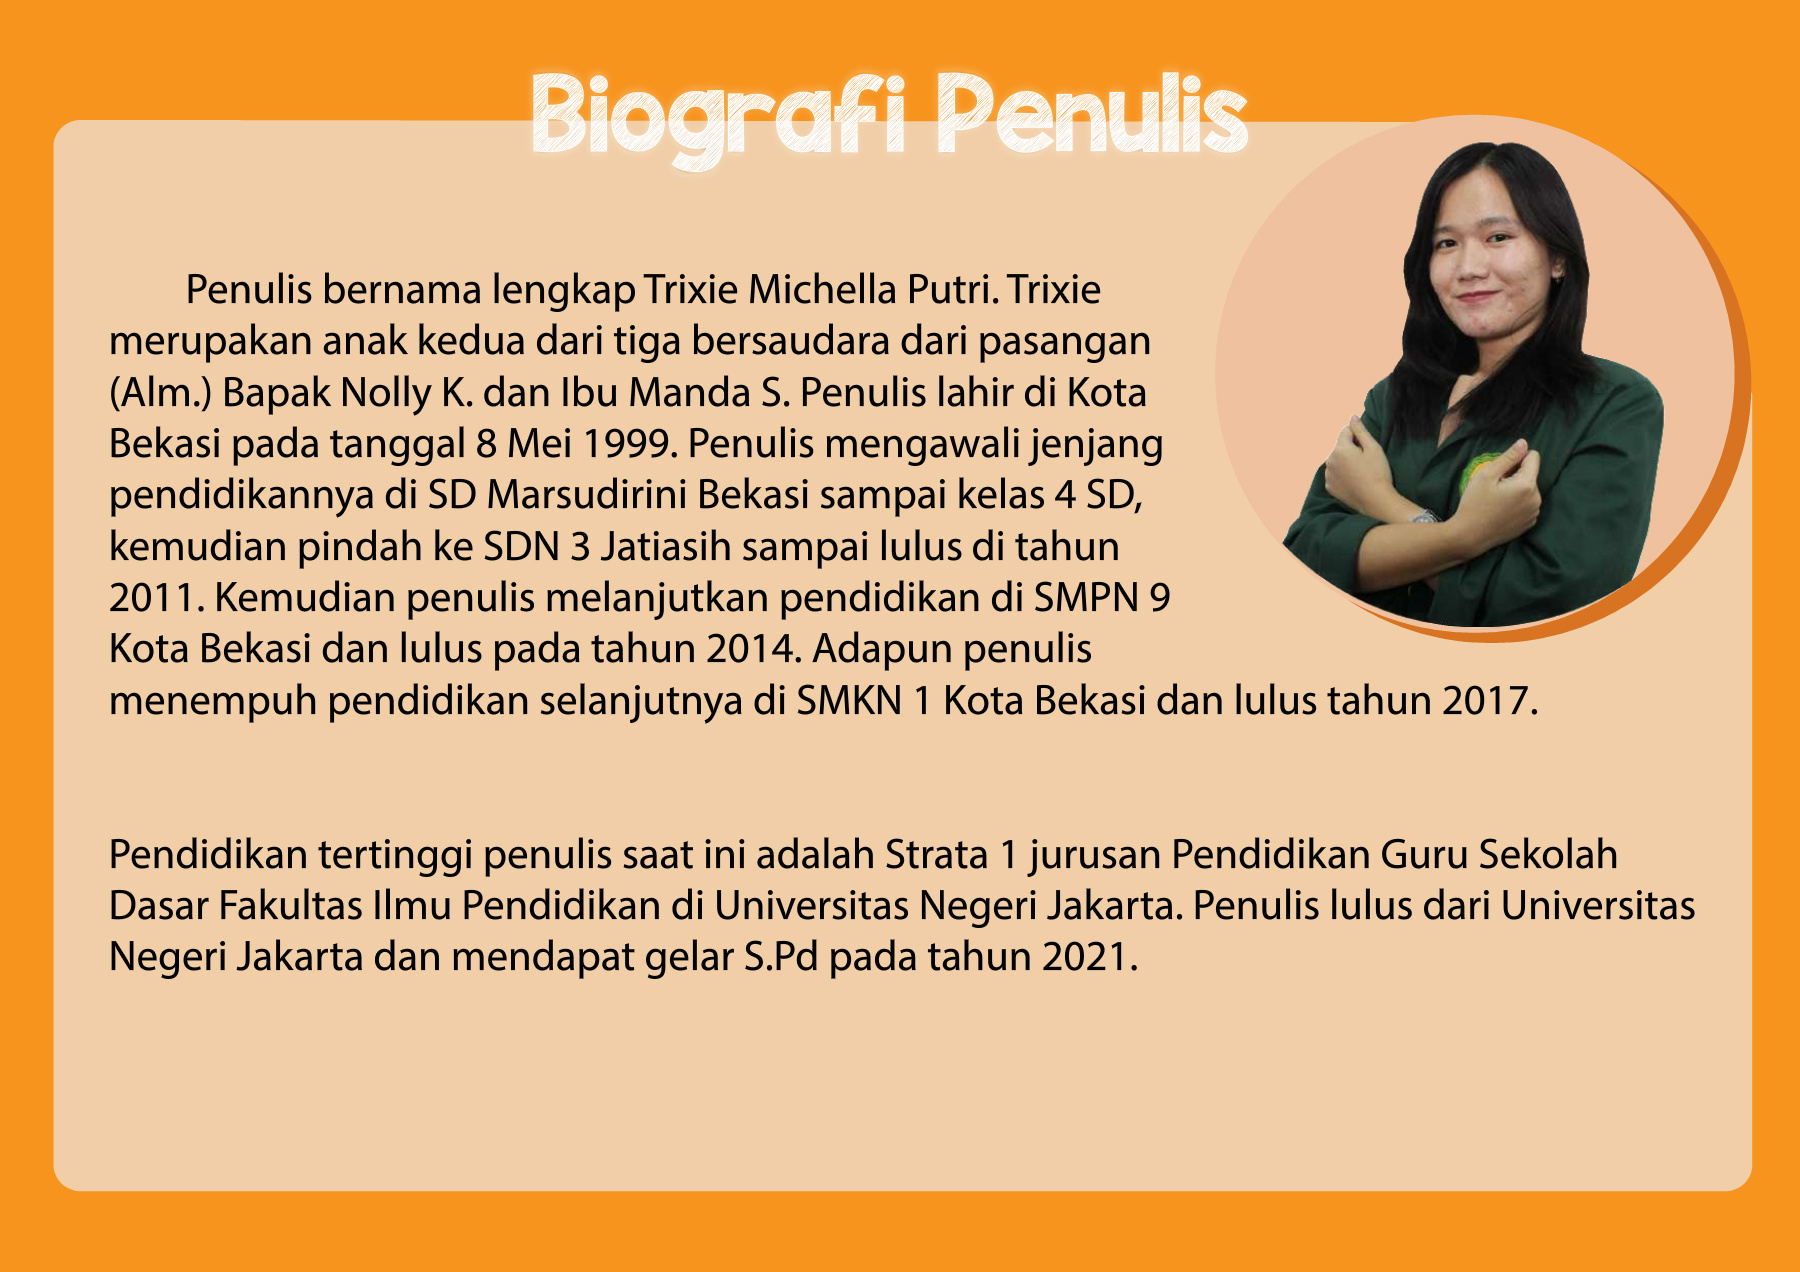 Biografi Penulis
Penulis bernama lengkap Trixie Michella Putri. Trixie
merupakan anak kedua dari tiga bersaudara dari pasangan
(Alm.) Bapak Nolly K. dan Ibu Manda S. Penulis lahir di Kota
Bekasi pada tanggal 8 Mei 1999. Penulis mengawali jenjang
pendidikannya di SD Marsudirini Bekasi sampai kelas 4 SD,
kemudian pindah ke SDN 3 Jatiasih sampai lulus di tahun
2011. Kemudian penulis melanjutkan pendidikan di SMPN 9
Kota Bekasi dan lulus pada tahun 2014. Adapun penulis
menempuh pendidikan selanjutnya di SMKN 1 Kota Bekasi dan lulus tahun 2017.
Pendidikan tertinggi penulis saat ini adalah Strata 1 jurusan Pendidikan Guru Sekolah
Dasar Fakultas Ilmu Pendidikan di Universitas Negeri Jakarta. Penulis lulus dari Universitas
Negeri Jakarta dan mendapat gelar S.Pd pada tahun 2021.